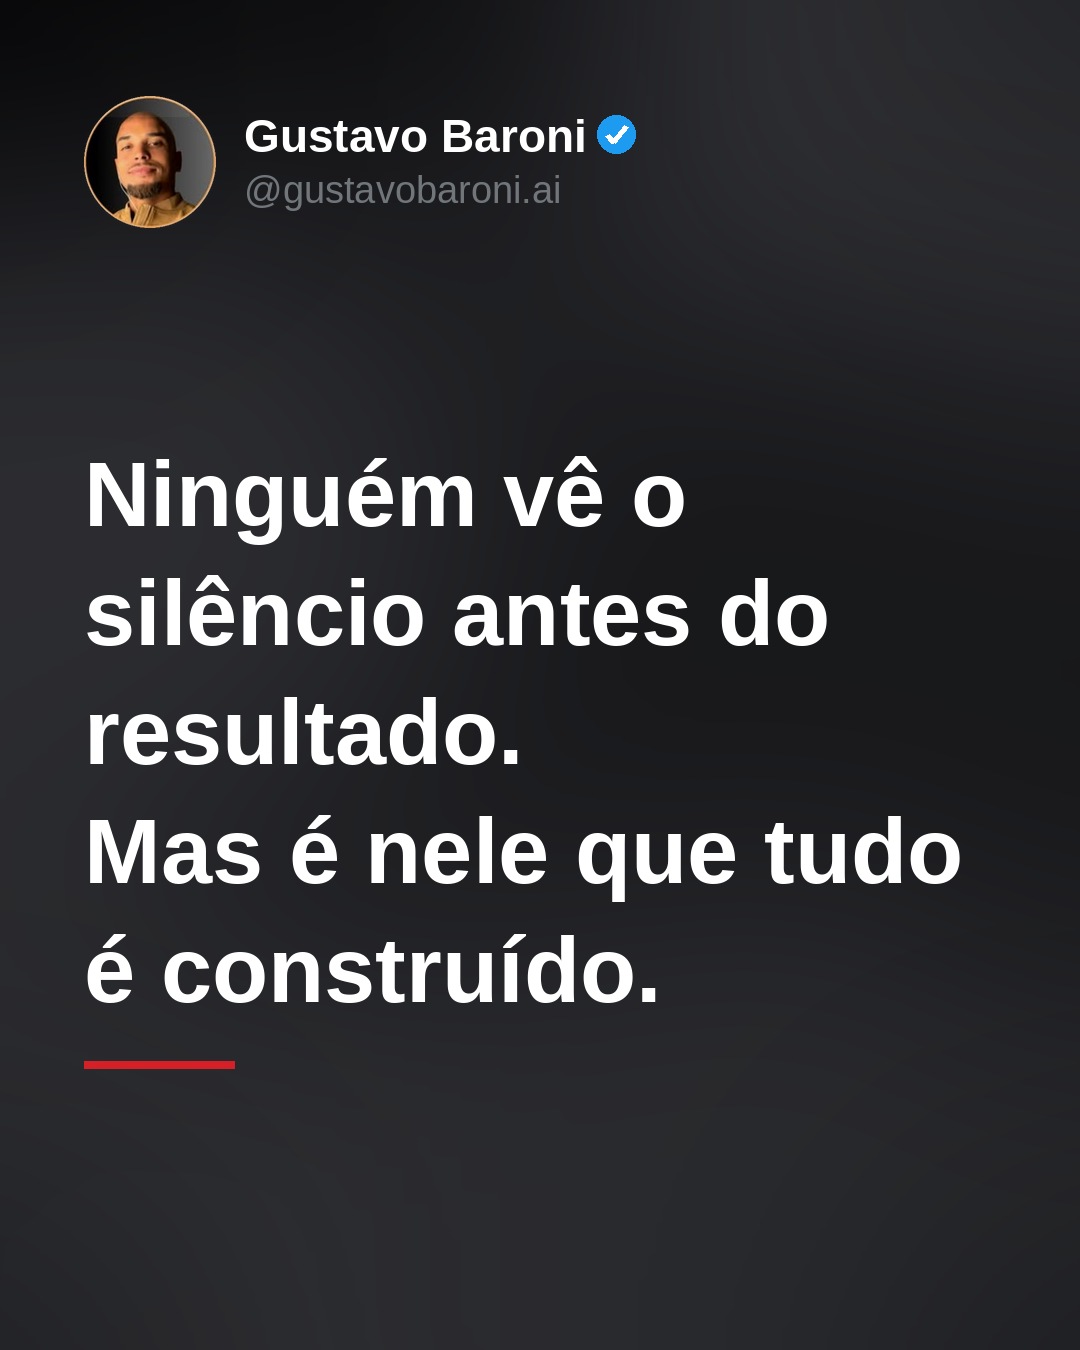 Gustavo Baroni
@gustavobaroni.ai
Ninguém vê o
silêncio antes do
resultado.
Mas é nele que tudo
é construído.